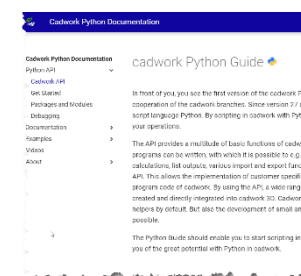 Cadwork Python Documentation
Cadwork Python Documentation
Python API
Cadwork API
Get Started
Packages and Modules
Debugging
Documentation
Examples
Videos
About
cadwork Python Guide
In front of you, you see the first version of the cadwork P
cooperation of the cadwork branches. Since version 27
script language Python. By scripting in cadwork with Pyt
your operations.
The API provides a multitude of basic functions of cadw
programs can be written, with which it is possible to e.g.
calculations, list outputs, various import and export func
API. This allows the implementation of customer specifi
program code of cadwork. By using the API, a wide rang
created and directly integrated into cadwork 3D. Cadwor
helpers by default. But also the development of small an
possible.
The Python Guide should enable you to start scripting in
you of the great potential with Python in cadwork.